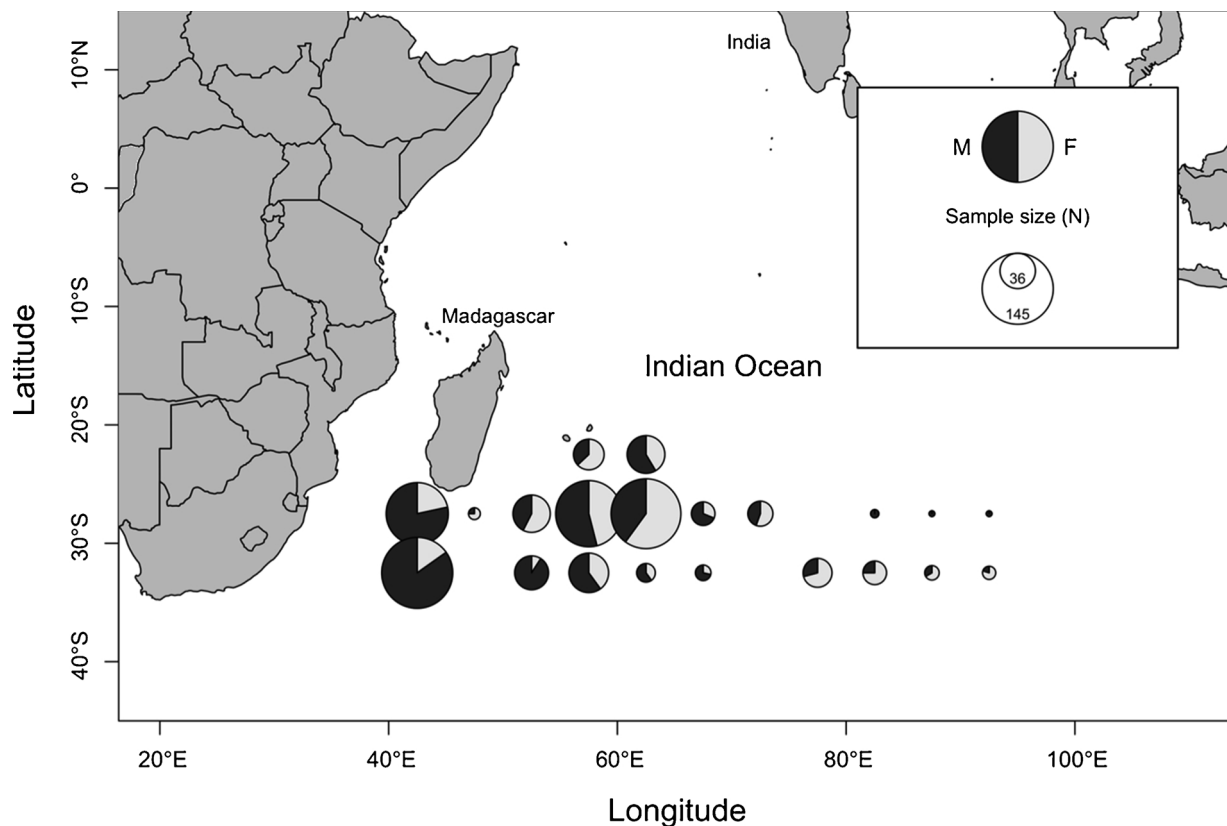 India
M F
Sample size (N)
36
145
Madagascar
Indian Ocean
Latitude
10°N
0°
10°S
20°S
30°S
40°S
20°E 40°E 60°E 80°E 100°E
Longitude